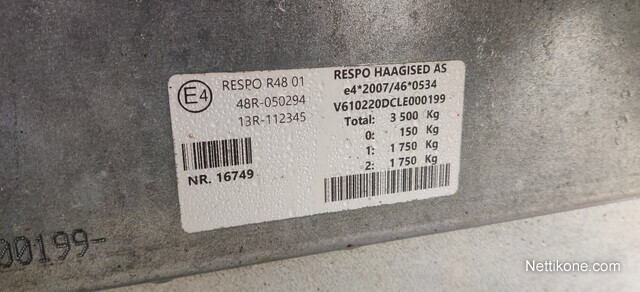 E4
RESPO R48 01
48R-050294
13R-112345
NR. 16749
RESPO HAAGISED AS
e4*2007/46*0534
V610220DCLE000199
Total: 3 500 Kg
0: 150 Kg
1: 1 750 Kg
2: 1 750 Kg
00199-
Nettikone.com